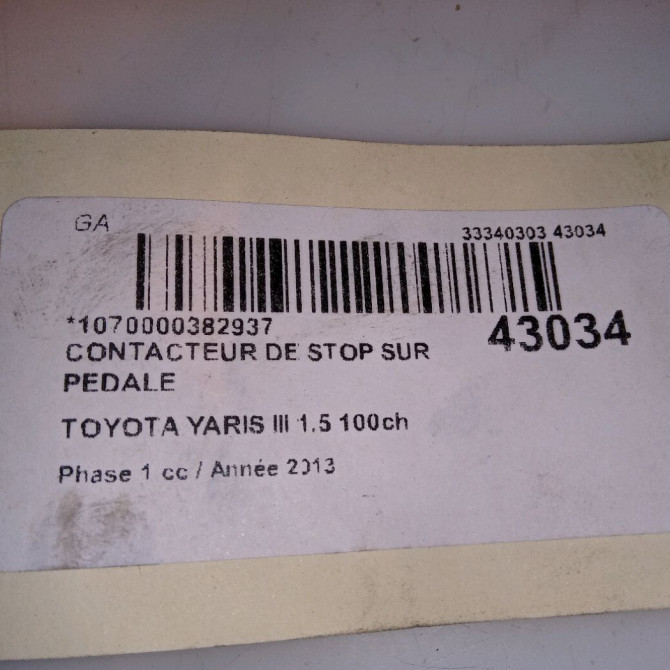 GA
33340303 43034
*1070000382937
43034
CONTACTEUR DE STOP SUR
PEDALE
TOYOTA YARIS III 1.5 100ch
Phase 1 cc / Année 2013